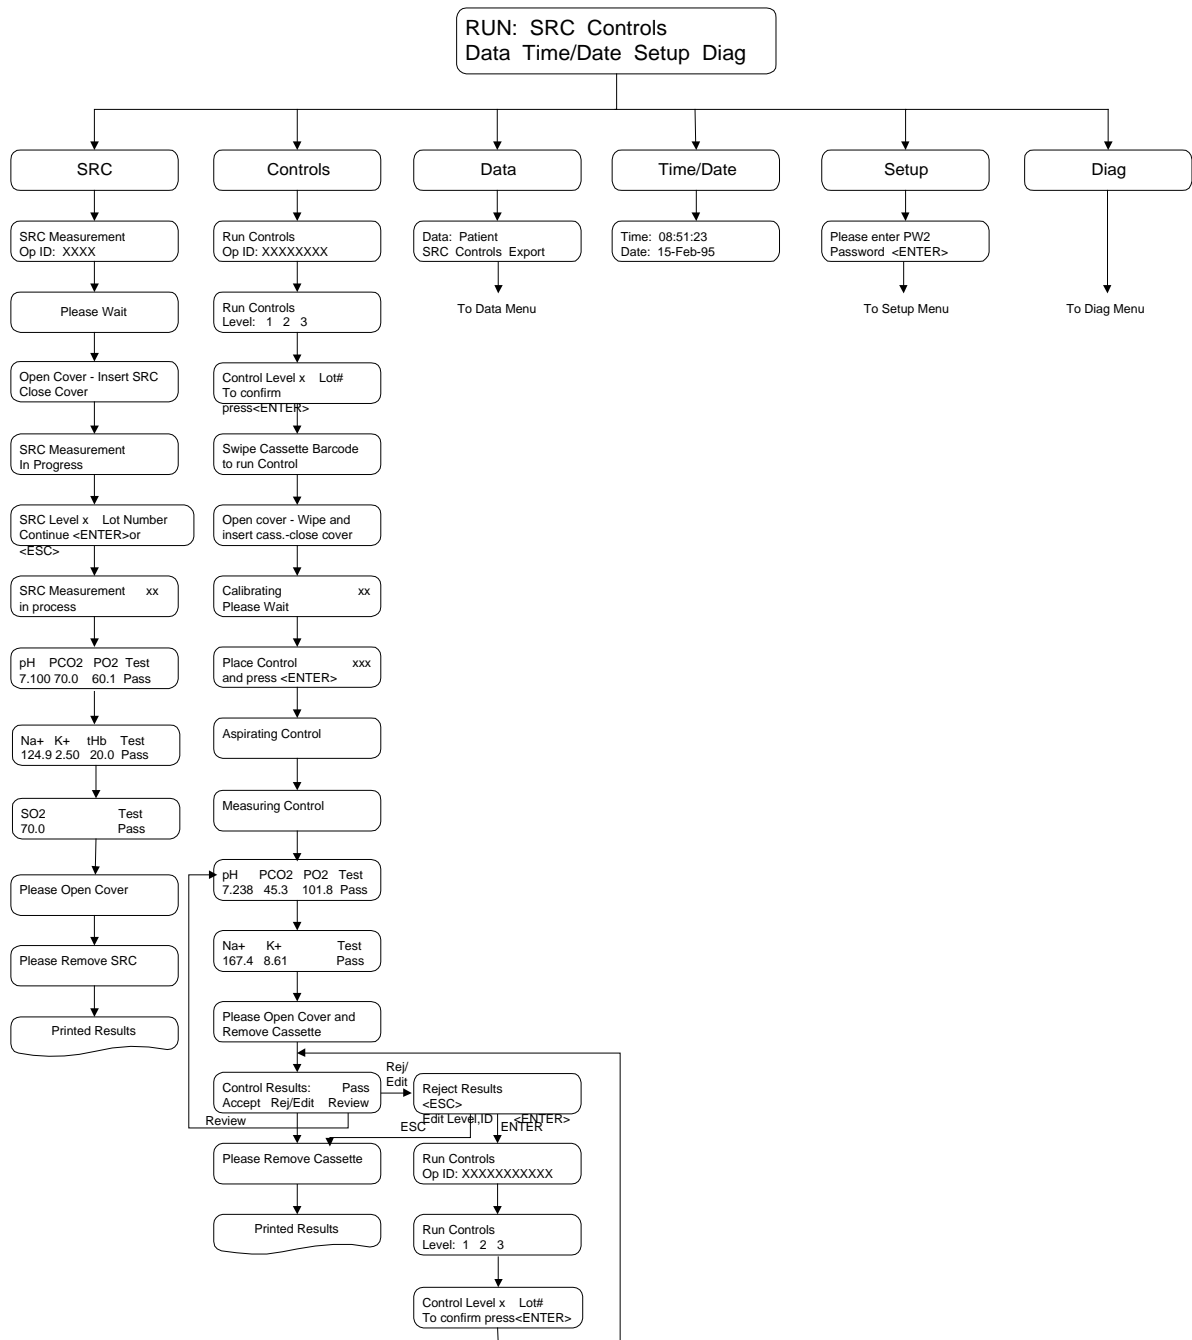 RUN: SRC Controls
Data Time/Date Setup Diag
SRC
SRC Measurement
Op ID: XXXX
Please Wait
Open Cover - Insert SRC
Close Cover
SRC Measurement
In Progress
SRC Level x Lot Number
Continue <ENTER>or
<ESC>
SRC Measurement xx
in process
pH PCO2 PO2 Test
7.100 70.0 60.1 Pass
Na+ K+ tHb Test
124.9 2.50 20.0 Pass
SO2 Test
70.0 Pass
Please Open Cover
Please Remove SRC
Printed Results
Controls
Run Controls
Op ID: XXXXXXXX
Run Controls
Level: 1 2 3
Control Level x Lot#
To confirm
press<ENTER>
Swipe Cassette Barcode
to run Control
Open cover - Wipe and
insert cass.-close cover
Calibrating xx
Please Wait
Place Control xxx
and press <ENTER>
Aspirating Control
Measuring Control
pH PCO2 PO2 Test
7.238 45.3 101.8 Pass
Na+ K+ Test
167.4 8.61 Pass
Please Open Cover and
Remove Cassette
Control Results: Pass
Accept Rej/Edit Review
Review
Please Remove Cassette
Printed Results
Rej/
Edit
Reject Results
<ESC>
Edit Level,ID <ENTER>
ESC
ENTER
Run Controls
Op ID: XXXXXXXXXXX
Run Controls
Level: 1 2 3
Control Level x Lot#
To confirm press<ENTER>
Data
Data: Patient
SRC Controls Export
To Data Menu
Time/Date
Time: 08:51:23
Date: 15-Feb-95
Setup
Please enter PW2
Password <ENTER>
To Setup Menu
Diag
To Diag Menu